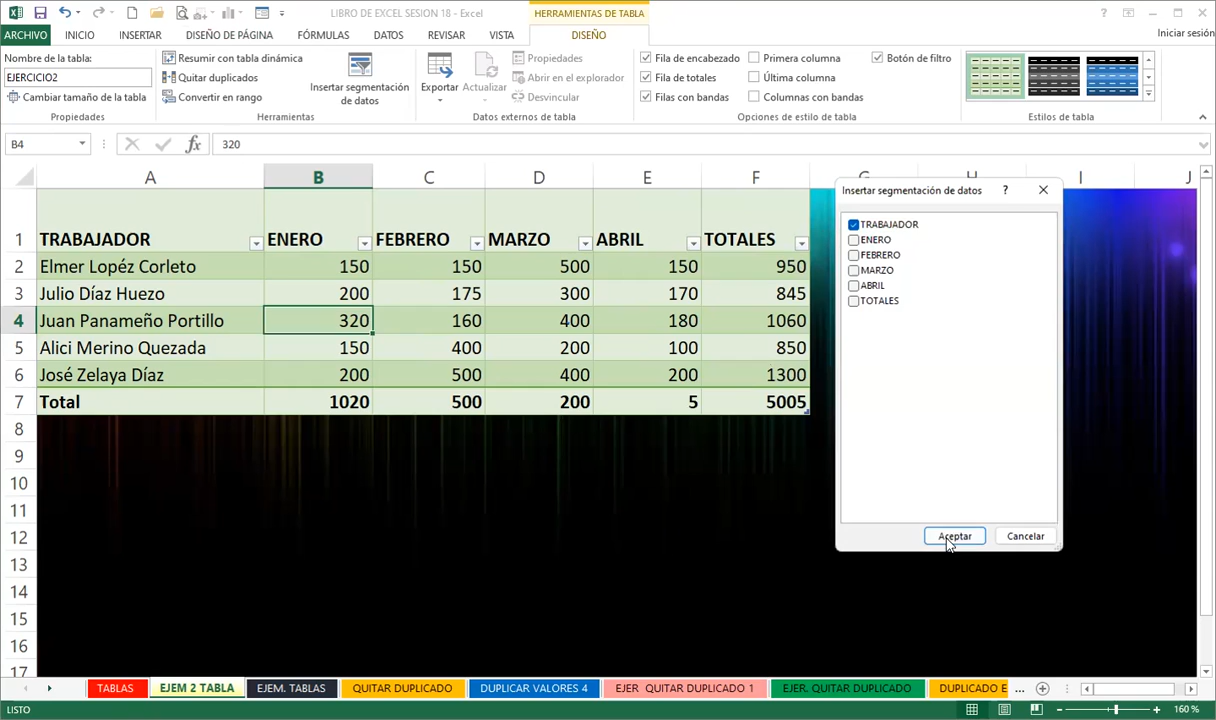 LIBRO DE EXCEL SESION 18 - Excel
HERRAMIENTAS DE TABLA
?
ARCHIVO INICIO INSERTAR DISEÑO DE PÁGINA FÓRMULAS DATOS REVISAR VISTA DISEÑO Iniciar sesión
Nombre de la tabla:
EJERCICIO2
Cambiar tamaño de la tabla
Propiedades
Resumir con tabla dinámica
Quitar duplicados
Convertir en rango
Insertar segmentación
de datos
Herramientas
Exportar
Actualizar
Propiedades
Abrir en el explorador
Desvincular
Datos externos de tabla
Fila de encabezado
Fila de totales
Filas con bandas
Primera columna
Última columna
Columnas con bandas
Botón de filtro
Opciones de estilo de tabla
Estilos de tabla
B4 fx 320
A B C D E F G H I J
1 TRABAJADOR ENERO FEBRERO MARZO ABRIL TOTALES
2 Elmer Lopéz Corleto 150 150 500 150 950
3 Julio Díaz Huezo 200 175 300 170 845
4 Juan Panameño Portillo 320 160 400 180 1060
5 Alici Merino Quezada 150 400 200 100 850
6 José Zelaya Díaz 200 500 400 200 1300
7 Total 1020 500 200 5 5005
8
9
10
11
12
13
14
15
16
17
Insertar segmentación de datos ?
TRABAJADOR
ENERO
FEBRERO
MARZO
ABRIL
TOTALES
Aceptar Cancelar
TABLAS EJEM 2 TABLA EJEM. TABLAS QUITAR DUPLICADO DUPLICAR VALORES 4 EJER QUITAR DUPLICADO 1 EJER. QUITAR DUPLICADO DUPLICADO E ...
LISTO 160 %